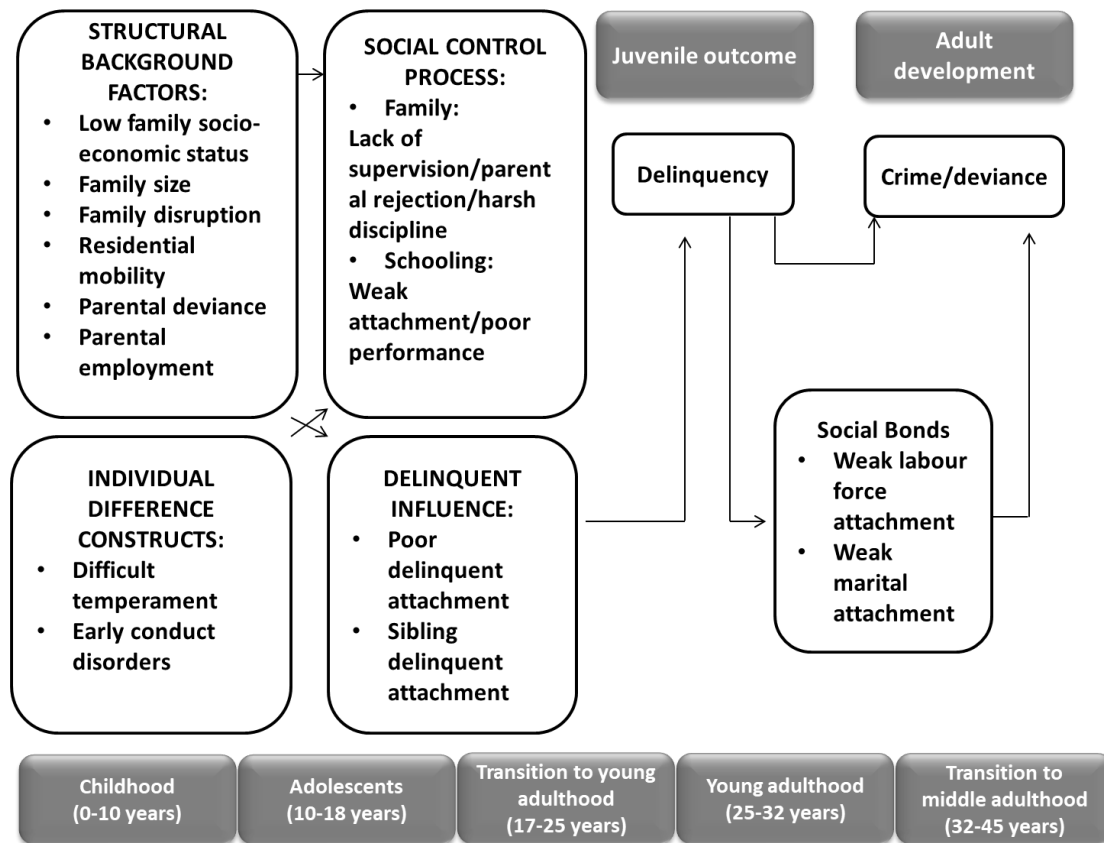 STRUCTURAL
BACKGROUND
FACTORS:
• Low family socio-
economic status
• Family size
• Family disruption
• Residential
mobility
• Parental deviance
• Parental
employment
SOCIAL CONTROL
PROCESS:
• Family:
Lack of
supervision/parent
al rejection/harsh
discipline
• Schooling:
Weak
attachment/poor
performance
Juvenile outcome
Adult
development
Delinquency
Crime/deviance
INDIVIDUAL
DIFFERENCE
CONSTRUCTS:
• Difficult
temperament
• Early conduct
disorders
DELINQUENT
INFLUENCE:
• Poor
delinquent
attachment
• Sibling
delinquent
attachment
Social Bonds
• Weak labour
force
attachment
• Weak
marital
attachment
Childhood
(0-10 years)
Adolescents
(10-18 years)
Transition to young
adulthood
(17-25 years)
Young adulthood
(25-32 years)
Transition to
middle adulthood
(32-45 years)